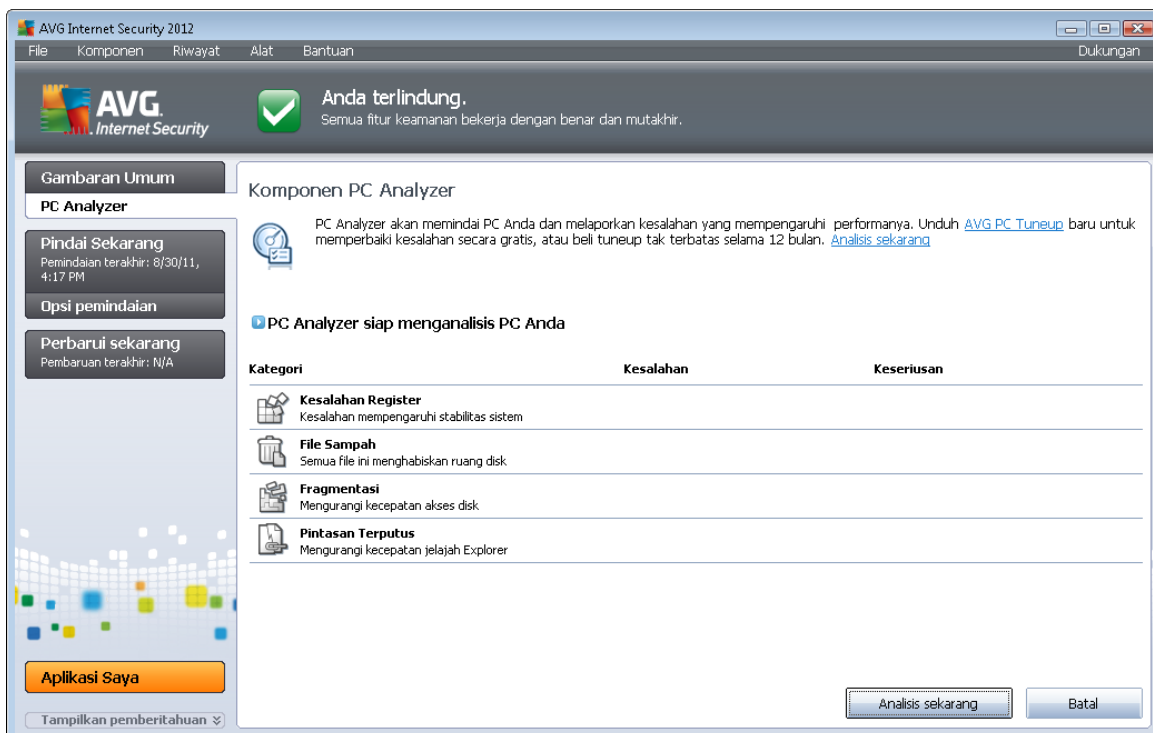 AVG Internet Security 2012
File Komponen Riwayat Alat Bantuan Dukungan
AVG.
Internet Security
Anda terlindung.
Semua fitur keamanan bekerja dengan benar dan mutakhir.
Gambaran Umum
PC Analyzer
Pindai Sekarang
Pemindaian terakhir: 8/30/11,
4:17 PM
Opsi pemindaian
Perbarui sekarang
Pembaruan terakhir: N/A
Aplikasi Saya
Tampilkan pemberitahuan
Komponen PC Analyzer
PC Analyzer akan memindai PC Anda dan melaporkan kesalahan yang mempengaruhi performanya. Unduh AVG PC Tuneup baru untuk
memperbaiki kesalahan secara gratis, atau beli tuneup tak terbatas selama 12 bulan. Analisis sekarang
PC Analyzer siap menganalisis PC Anda
Kategori Kesalahan Keseriusan
Kesalahan Register
Kesalahan mempengaruhi stabilitas sistem
File Sampah
Semua file ini menghabiskan ruang disk
Fragmentasi
Mengurangi kecepatan akses disk
Pintasan Terputus
Mengurangi kecepatan jelajah Explorer
Analisis sekarang Batal